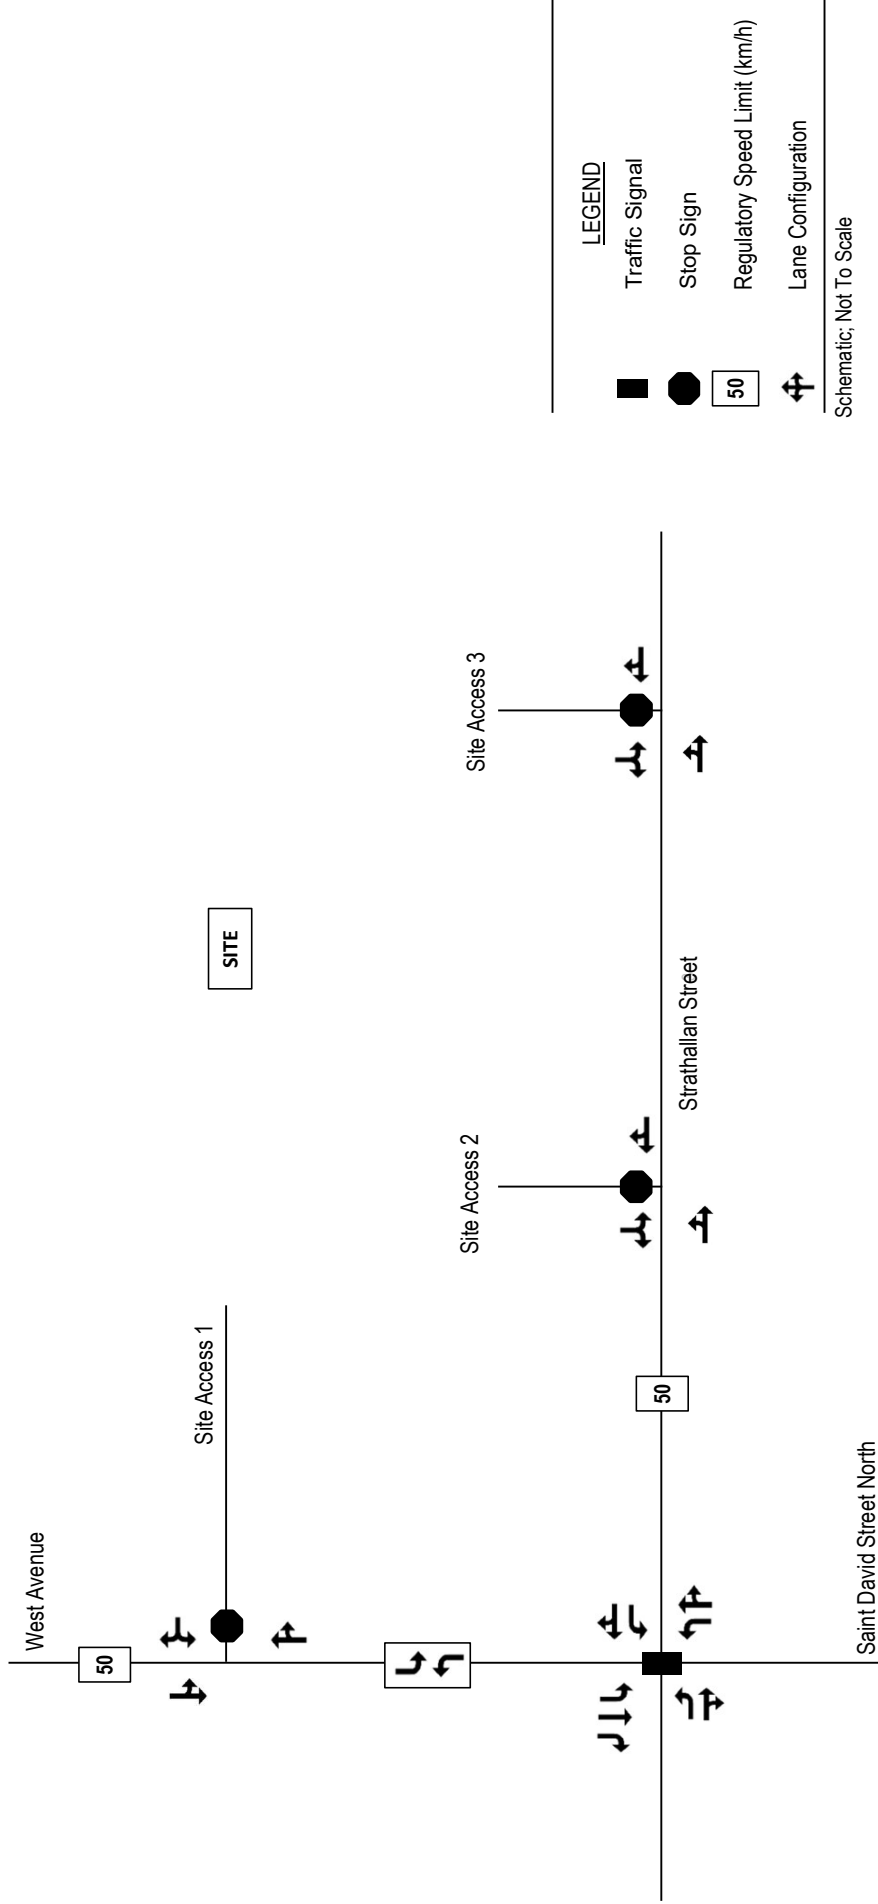 West Avenue
50
Site Access 1
SITE
Site Access 2
Site Access 3
50
Strathallan Street
Saint David Street North
LEGEND
Traffic Signal
Stop Sign
50
Regulatory Speed Limit (km/h)
Lane Configuration
Schematic; Not To Scale